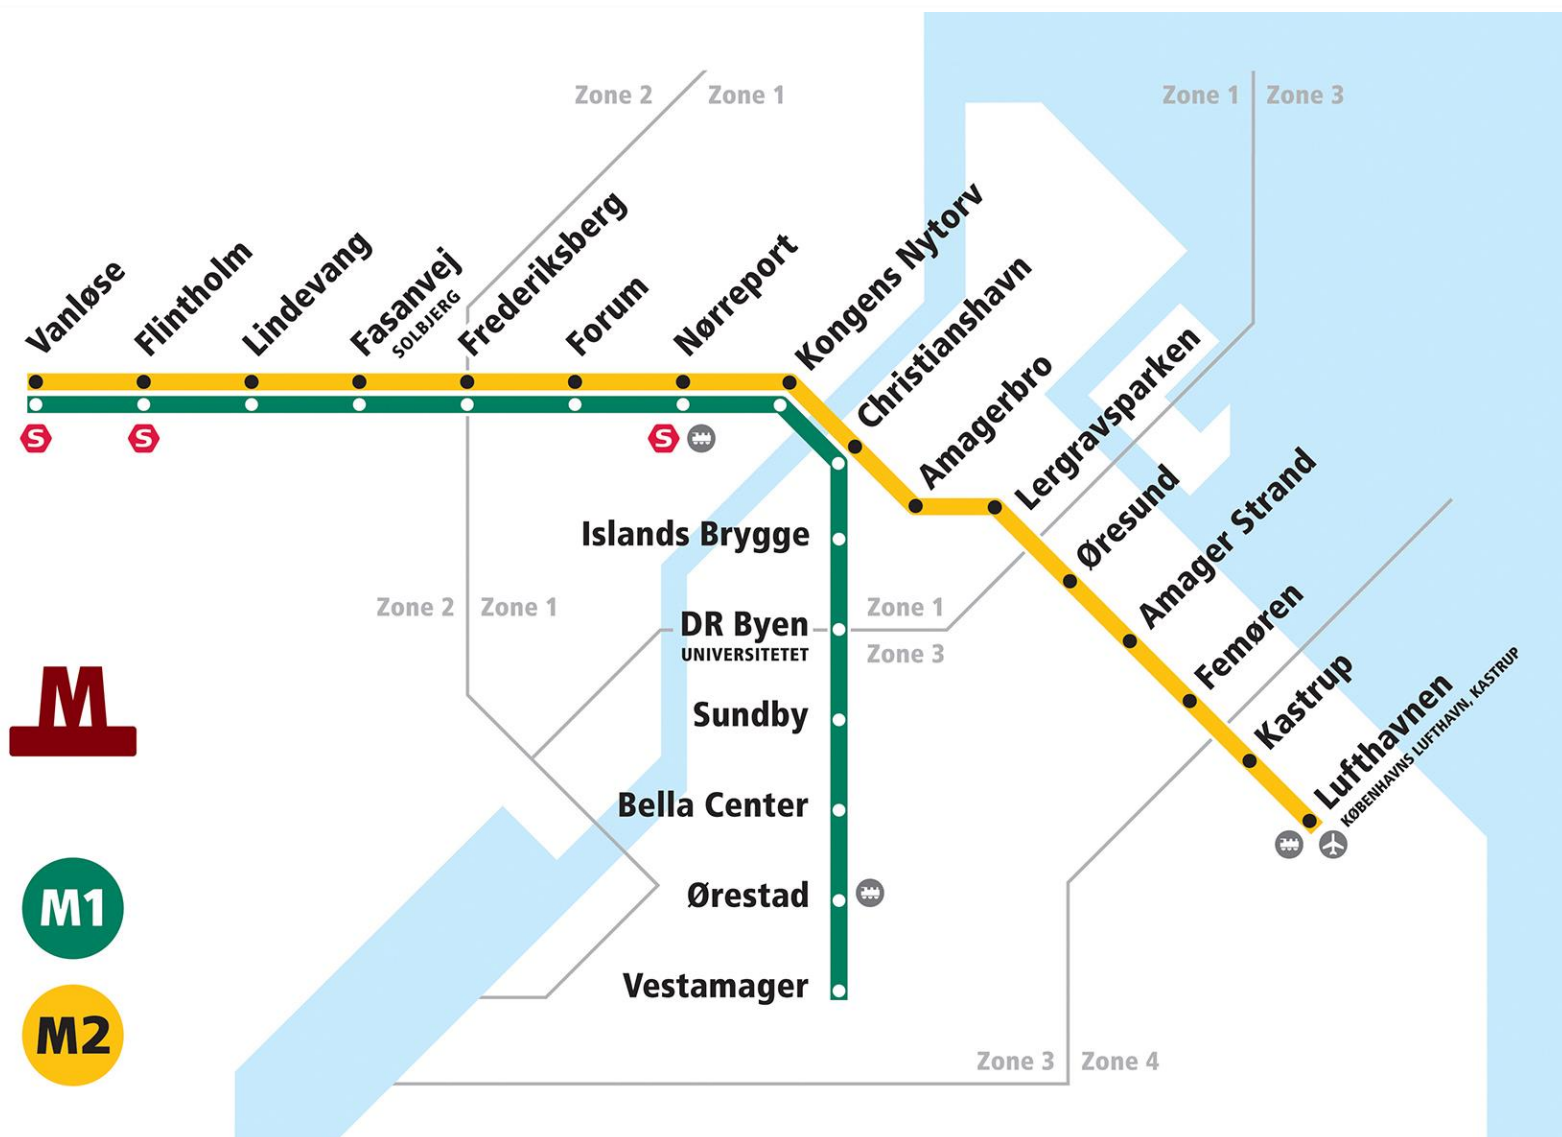 Zone 2
Zone 1
Zone 1
Zone 3
Vanløse
Flintholm
Lindevang
Fasanvej
SOLBJERG
Frederiksberg
Forum
Nørreport
Kongens Nytorv
Christianshavn
Amagerbro
Lergravsparken
Øresund
Amager Strand
Femøren
Kastrup
Lufthavnen
KØBENHAVNS LUFTHAVN, KASTRUP
S
S
S
Islands Brygge
Zone 2
Zone 1
DR Byen
UNIVERSITETET
Zone 1
Zone 3
Sundby
Bella Center
Ørestad
Vestamager
Zone 3
Zone 4
M
M1
M2